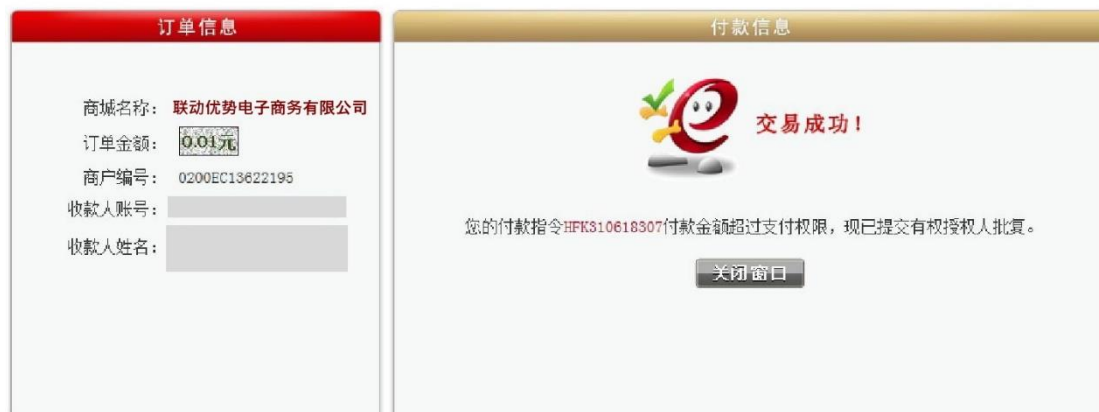 订单信息
商城名称： 联动优势电子商务有限公司
订单金额： 0.01元
商户编号： 0200EC13622195
收款人账号：
收款人姓名：
付款信息
交易成功！
您的付款指令HFK310618307付款金额超过支付权限，现已提交有权授权人批复。
关闭窗口